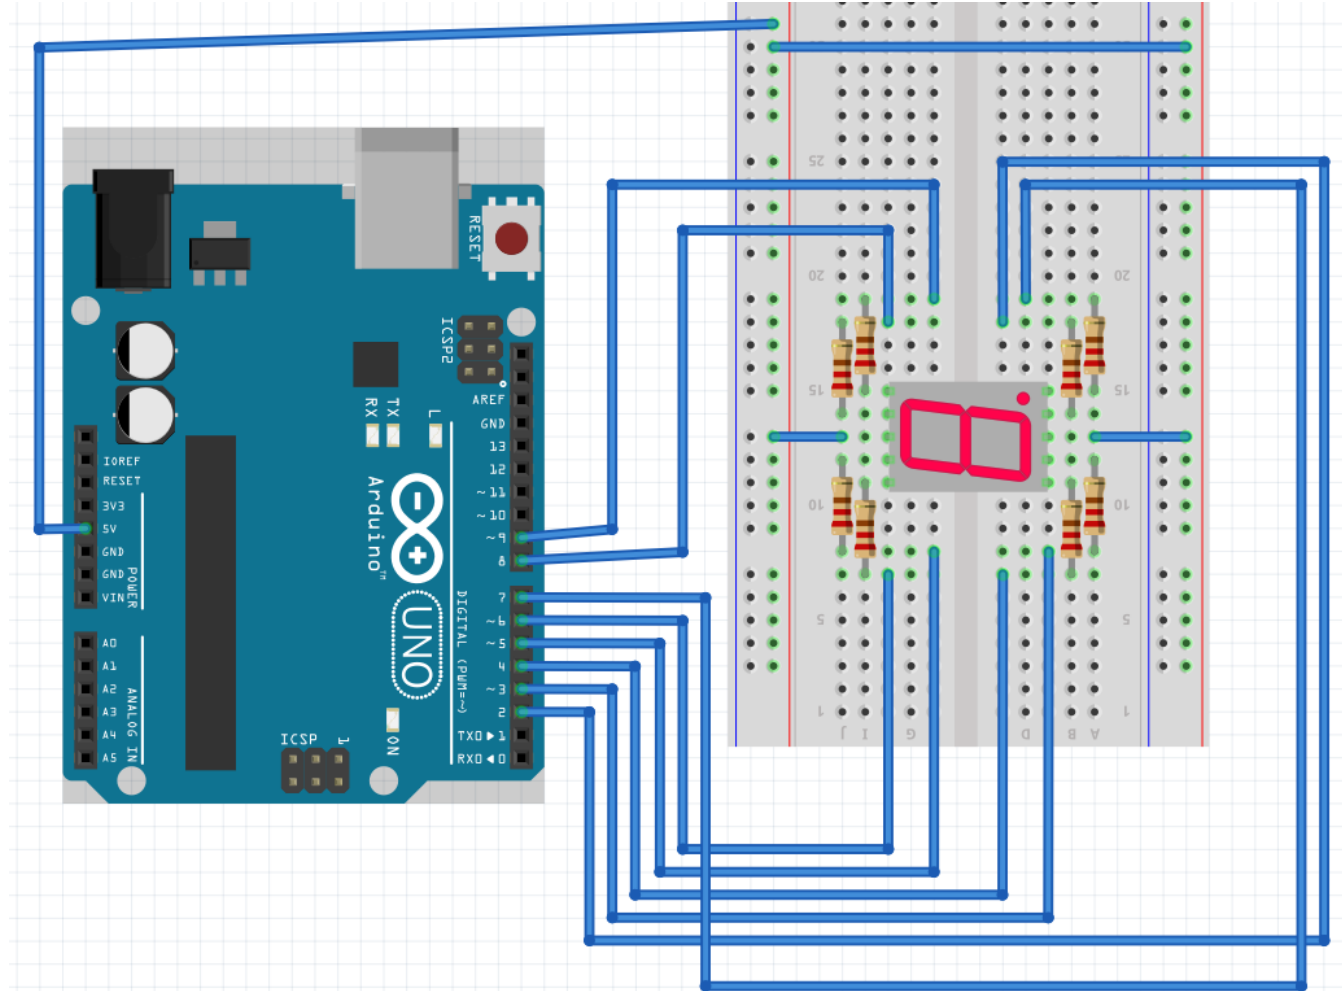 RESET
ICSP2
AREF
GND
13
12
~11
~10
~9
8
7
~6
~5
4
~3
2
TX0▶1
RX0◀0
RX
TX
L
IOREF
RESET
3V3
5V
GND
GND
VIN
POWER
A0
A1
A2
A3
A4
A5
ANALOG IN
Arduino™
UNO
DIGITAL (PWM=~)
ICSP
1
ON
25
20
20
15
15
10
10
5
5
1
1
J
I
G
D
B
A